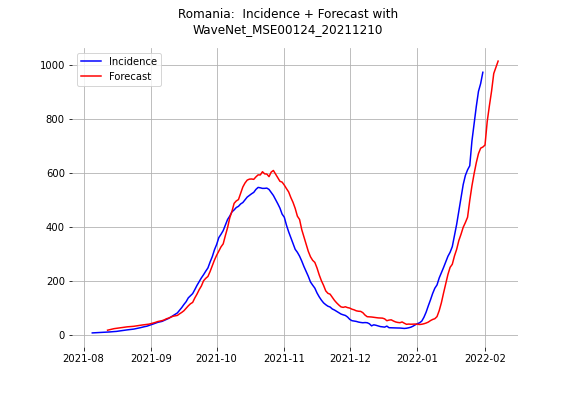 Romania:  Incidence + Forecast with
WaveNet_MSE00124_20211210
Incidence
Forecast
1000
800
600
400
200
0
2021-08 2021-09 2021-10 2021-11 2021-12 2022-01 2022-02